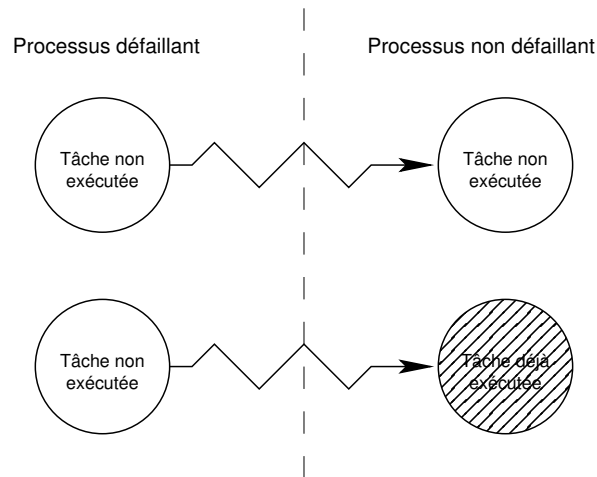 Processus défaillant
Processus non défaillant
Tâche non
exécutée
Tâche non
exécutée
Tâche non
exécutée
Tâche déjà
exécutée